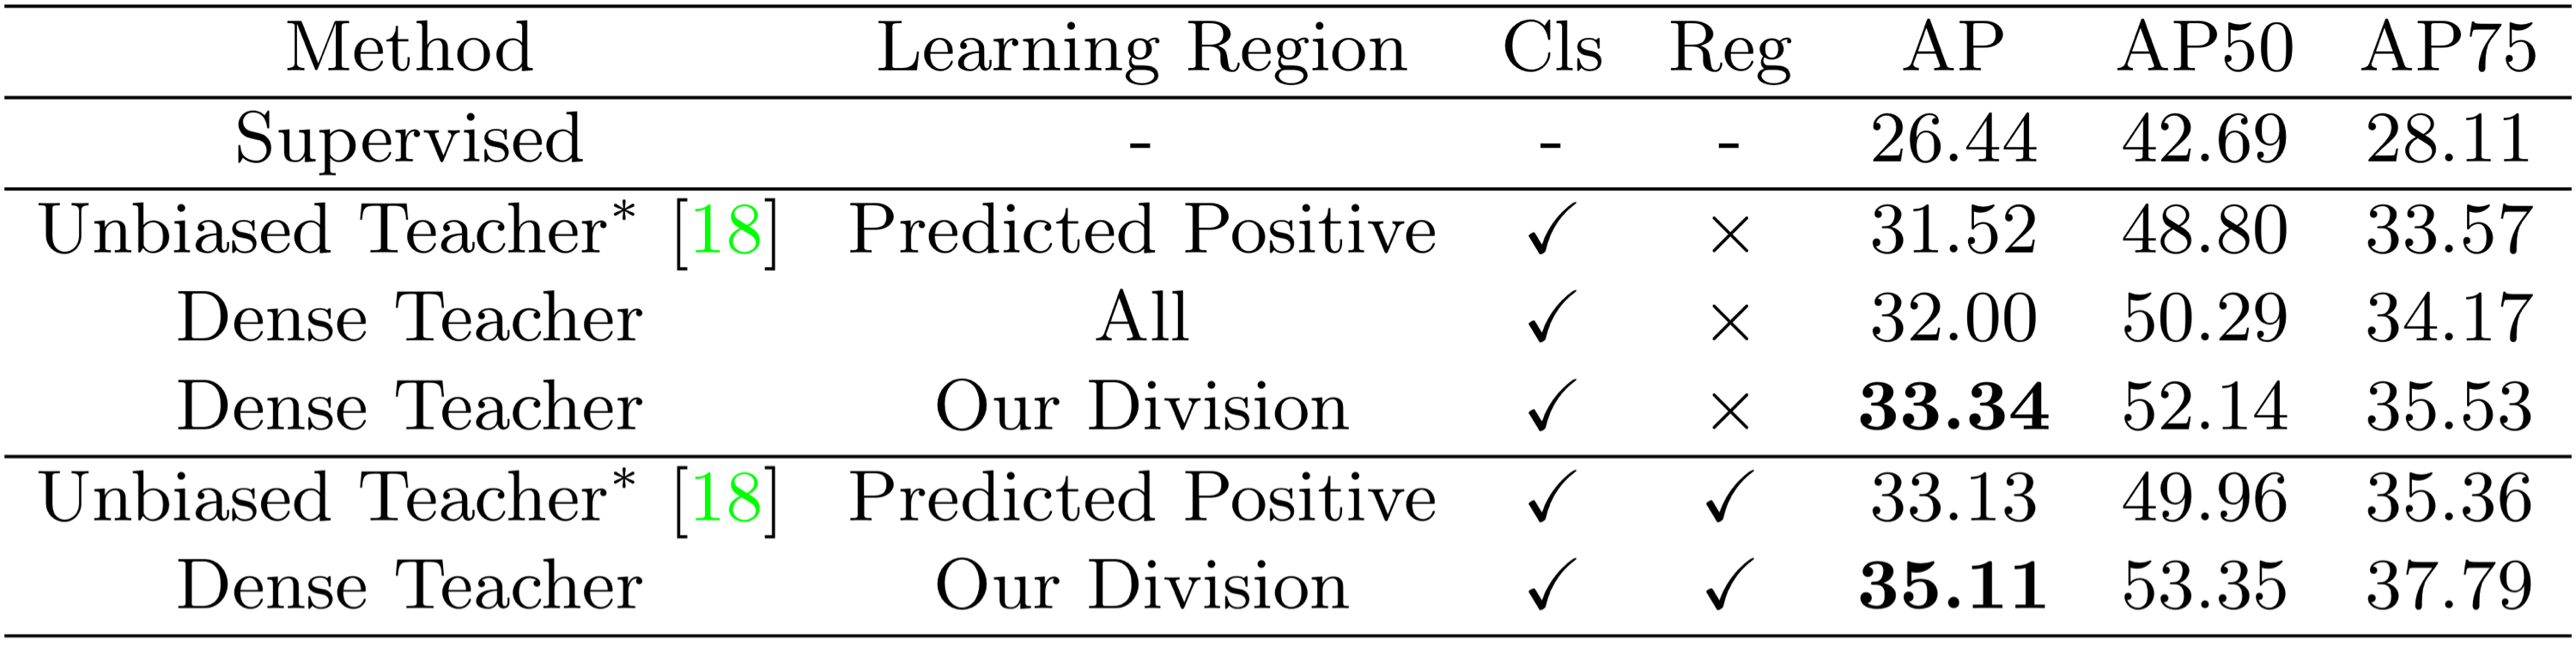 Method Learning Region Cls Reg AP AP50 AP75
Supervised - - - 26.44 42.69 28.11
Unbiased Teacher* [18] Predicted Positive ✓ × 31.52 48.80 33.57
Dense Teacher All ✓ × 32.00 50.29 34.17
Dense Teacher Our Division ✓ × 33.34 52.14 35.53
Unbiased Teacher* [18] Predicted Positive ✓ ✓ 33.13 49.96 35.36
Dense Teacher Our Division ✓ ✓ 35.11 53.35 37.79